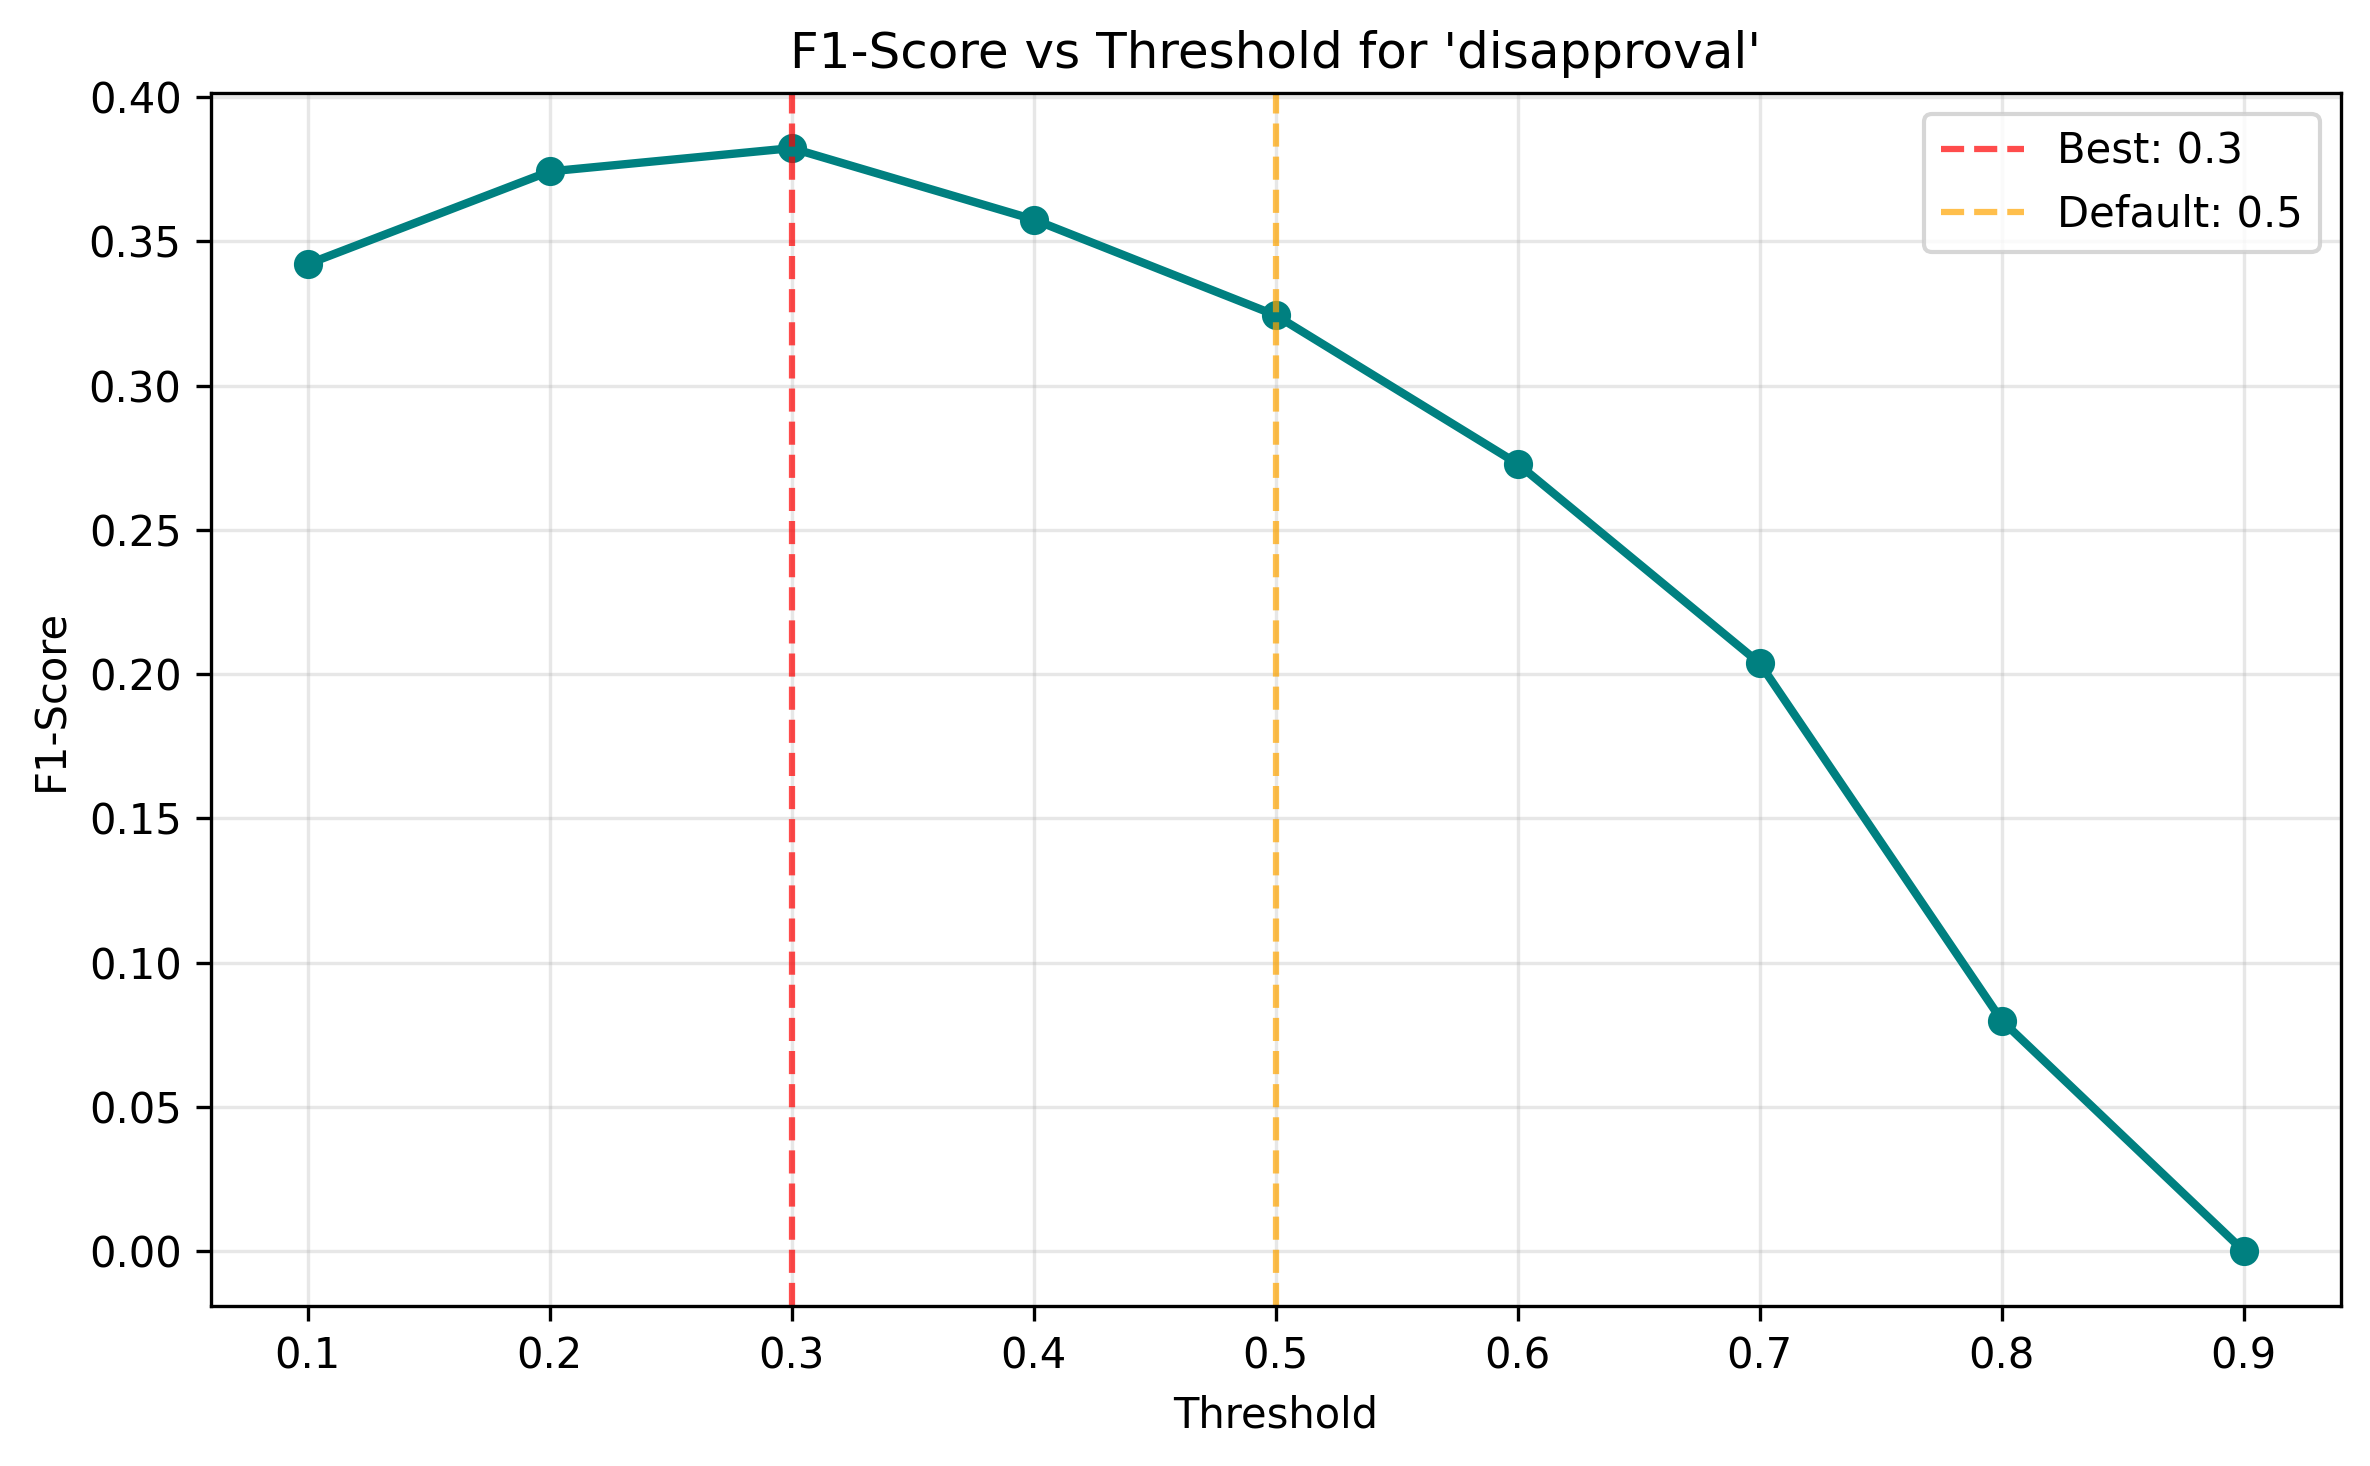 F1-Score vs Threshold for 'disapproval'
Best: 0.3
Default: 0.5
F1-Score
0.40
0.35
0.30
0.25
0.20
0.15
0.10
0.05
0.00
0.1 0.2 0.3 0.4 0.5 0.6 0.7 0.8 0.9
Threshold